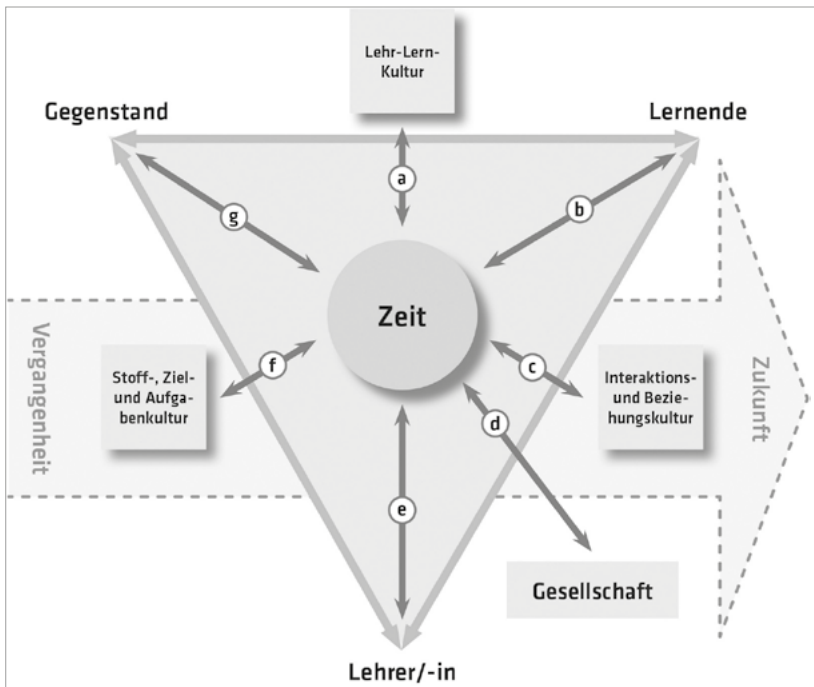 Lehr-Lern-
Kultur
Gegenstand
Lernende
a
b
g
Zeit
Vergangenheit
Stoff-, Ziel-
und Aufga-
benkultur
f
c
Interaktions-
und Bezie-
hungskultur
Zukunft
d
e
Gesellschaft
Lehrer/-in